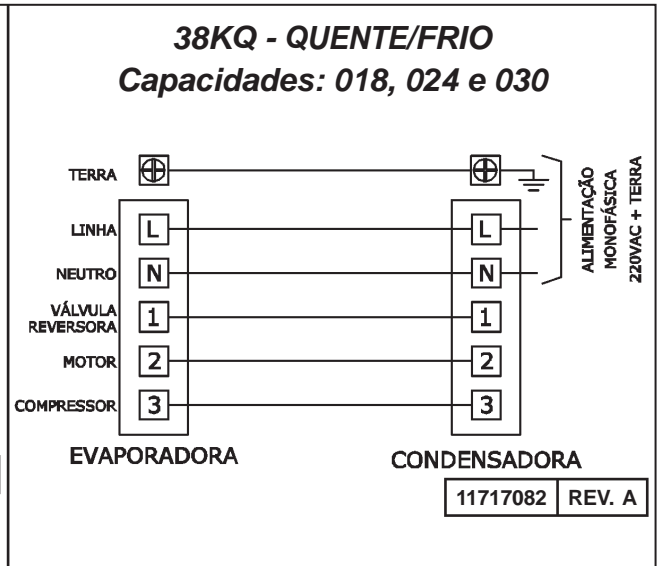 38KQ - QUENTE/FRIO
Capacidades: 018, 024 e 030
TERRA
LINHA L L
NEUTRO N N
VÁLVULA
REVERSORA 1 1
MOTOR 2 2
COMPRESSOR 3 3
ALIMENTAÇÃO
MONOFÁSICA
220VAC + TERRA
EVAPORADORA
CONDENSADORA
11717082 REV. A